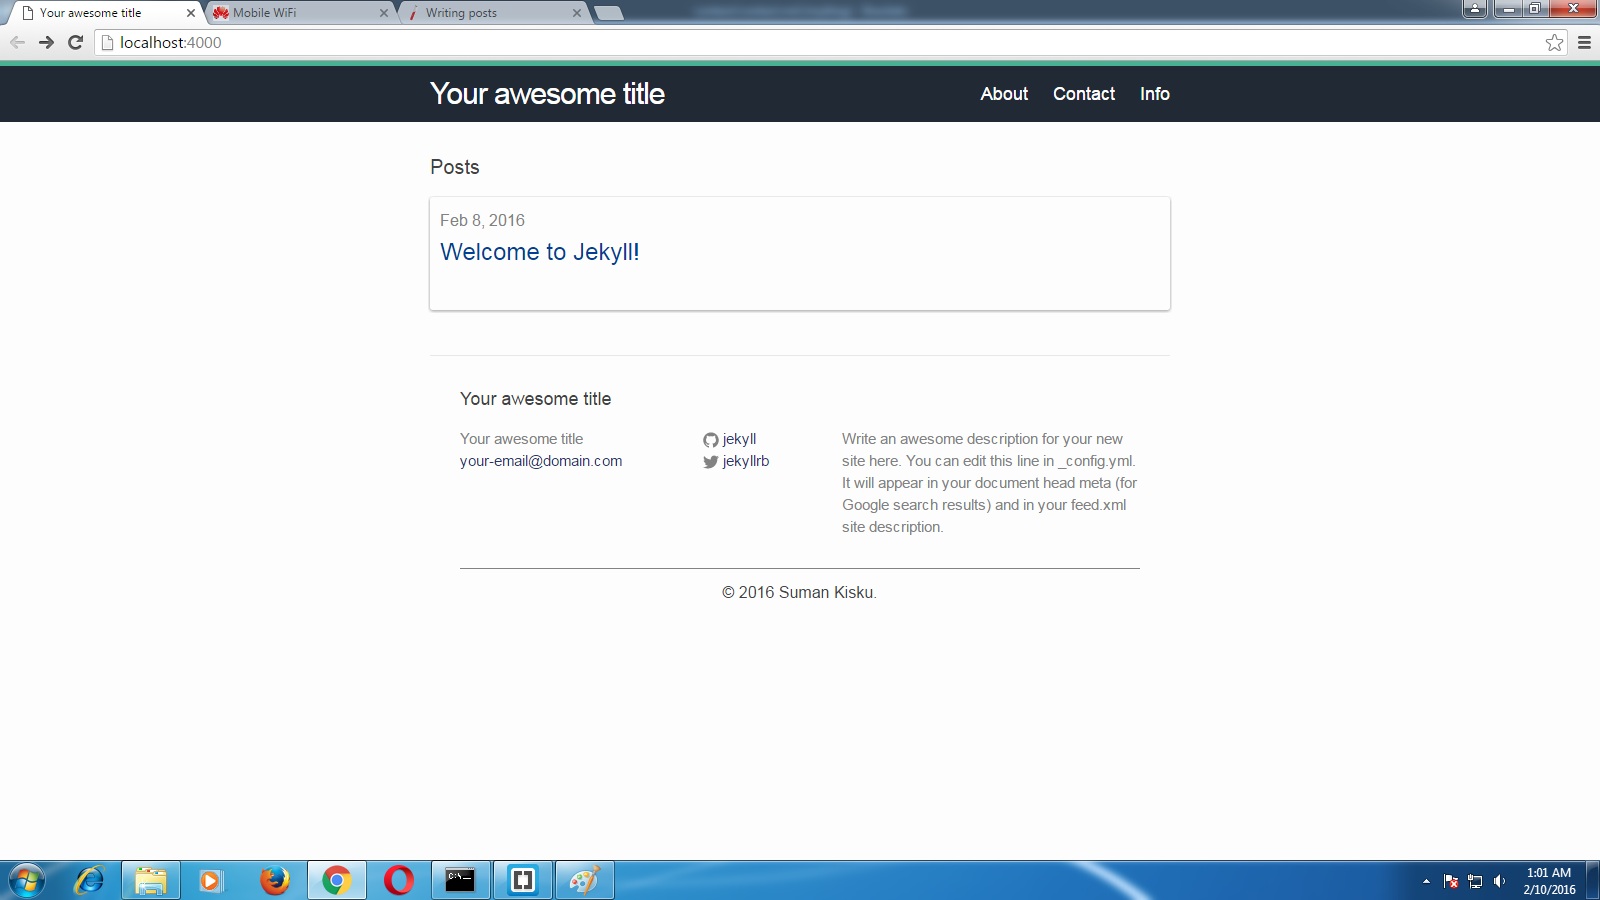 Your awesome title
Mobile WiFi
Writing posts
localhost:4000
Your awesome title
About Contact Info
Posts
Feb 8, 2016
Welcome to Jekyll!
Your awesome title
Your awesome title
your-email@domain.com
jekyll
jekyllrb
Write an awesome description for your new
site here. You can edit this line in _config.yml.
It will appear in your document head meta (for
Google search results) and in your feed.xml
site description.
© 2016 Suman Kisku.
C:\_
1:01 AM
2/10/2016